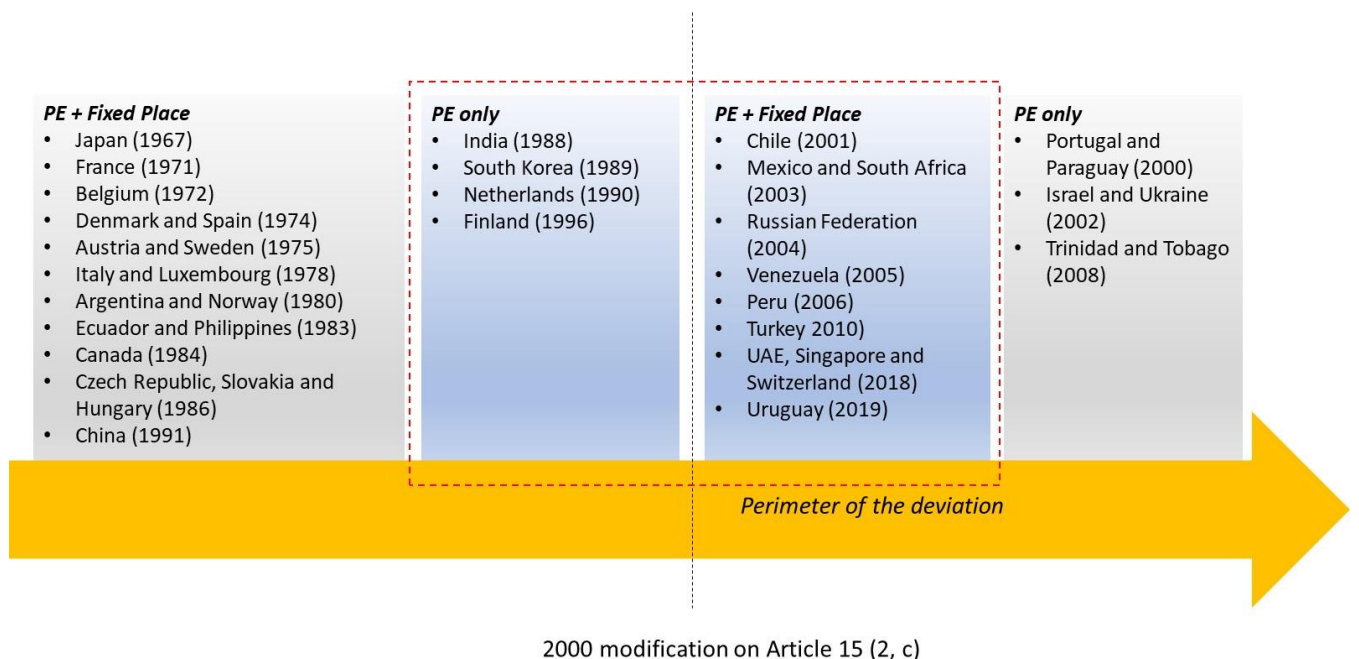 PE + Fixed Place
• Japan (1967)
• France (1971)
• Belgium (1972)
• Denmark and Spain (1974)
• Austria and Sweden (1975)
• Italy and Luxembourg (1978)
• Argentina and Norway (1980)
• Ecuador and Philippines (1983)
• Canada (1984)
• Czech Republic, Slovakia and
Hungary (1986)
• China (1991)
PE only
• India (1988)
• South Korea (1989)
• Netherlands (1990)
• Finland (1996)
PE + Fixed Place
• Chile (2001)
• Mexico and South Africa
(2003)
• Russian Federation
(2004)
• Venezuela (2005)
• Peru (2006)
• Turkey 2010)
• UAE, Singapore and
Switzerland (2018)
• Uruguay (2019)
PE only
• Portugal and
Paraguay (2000)
• Israel and Ukraine
(2002)
• Trinidad and Tobago
(2008)
Perimeter of the deviation
2000 modification on Article 15 (2, c)